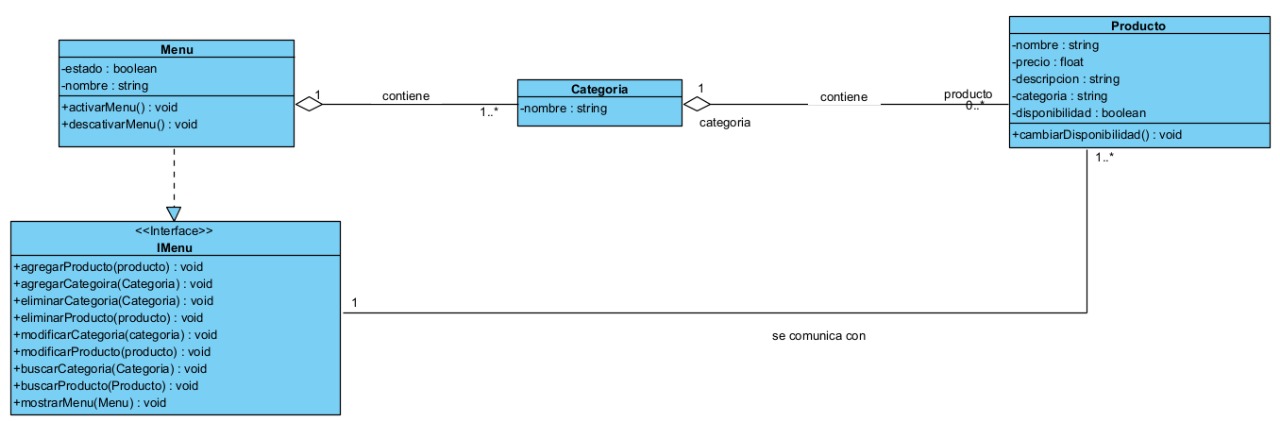 Menu
-estado : boolean
-nombre : string
+activarMenu() : void
+descativarMenu() : void
1
contiene
1..*
Categoria
-nombre : string
1
categoria
contiene
producto
0..*
Producto
-nombre : string
-precio : float
-descripcion : string
-categoria : string
-disponibilidad : boolean
+cambiarDisponibilidad() : void
1..*
<<Interface>>
IMenu
+agregarProducto(producto) : void
+agregarCategoira(Categoria) : void
+eliminarCategoria(Categoria) : void
+eliminarProducto(producto) : void
+modificarCategoria(categoria) : void
+modificarProducto(producto) : void
+buscarCategoria(Categoria) : void
+buscarProducto(Producto) : void
+mostrarMenu(Menu) : void
1
se comunica con